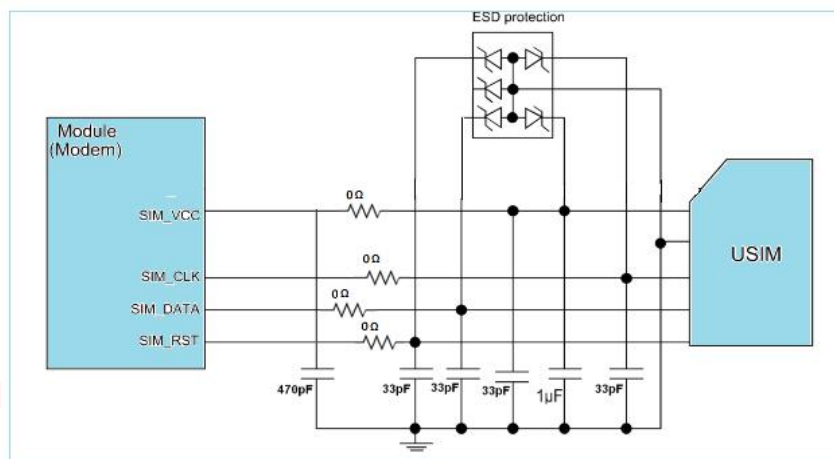 ESD protection
Module
(Modem)
SIM_VCC
SIM_CLK
SIM_DATA
SIM_RST
0Ω
0Ω
0Ω
0Ω
USIM
470pF
33pF
33pF
33pF
1µF
33pF